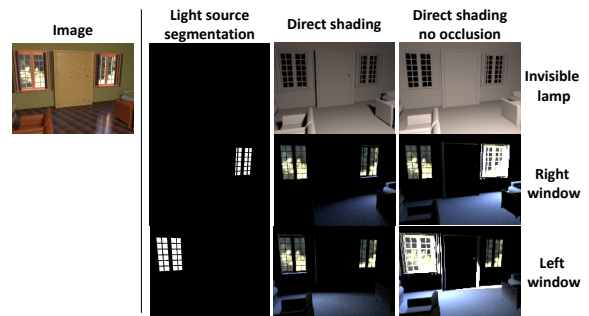 Image
Light source
segmentation
Direct shading
Direct shading
no occlusion
Invisible
lamp
Right
window
Left
window